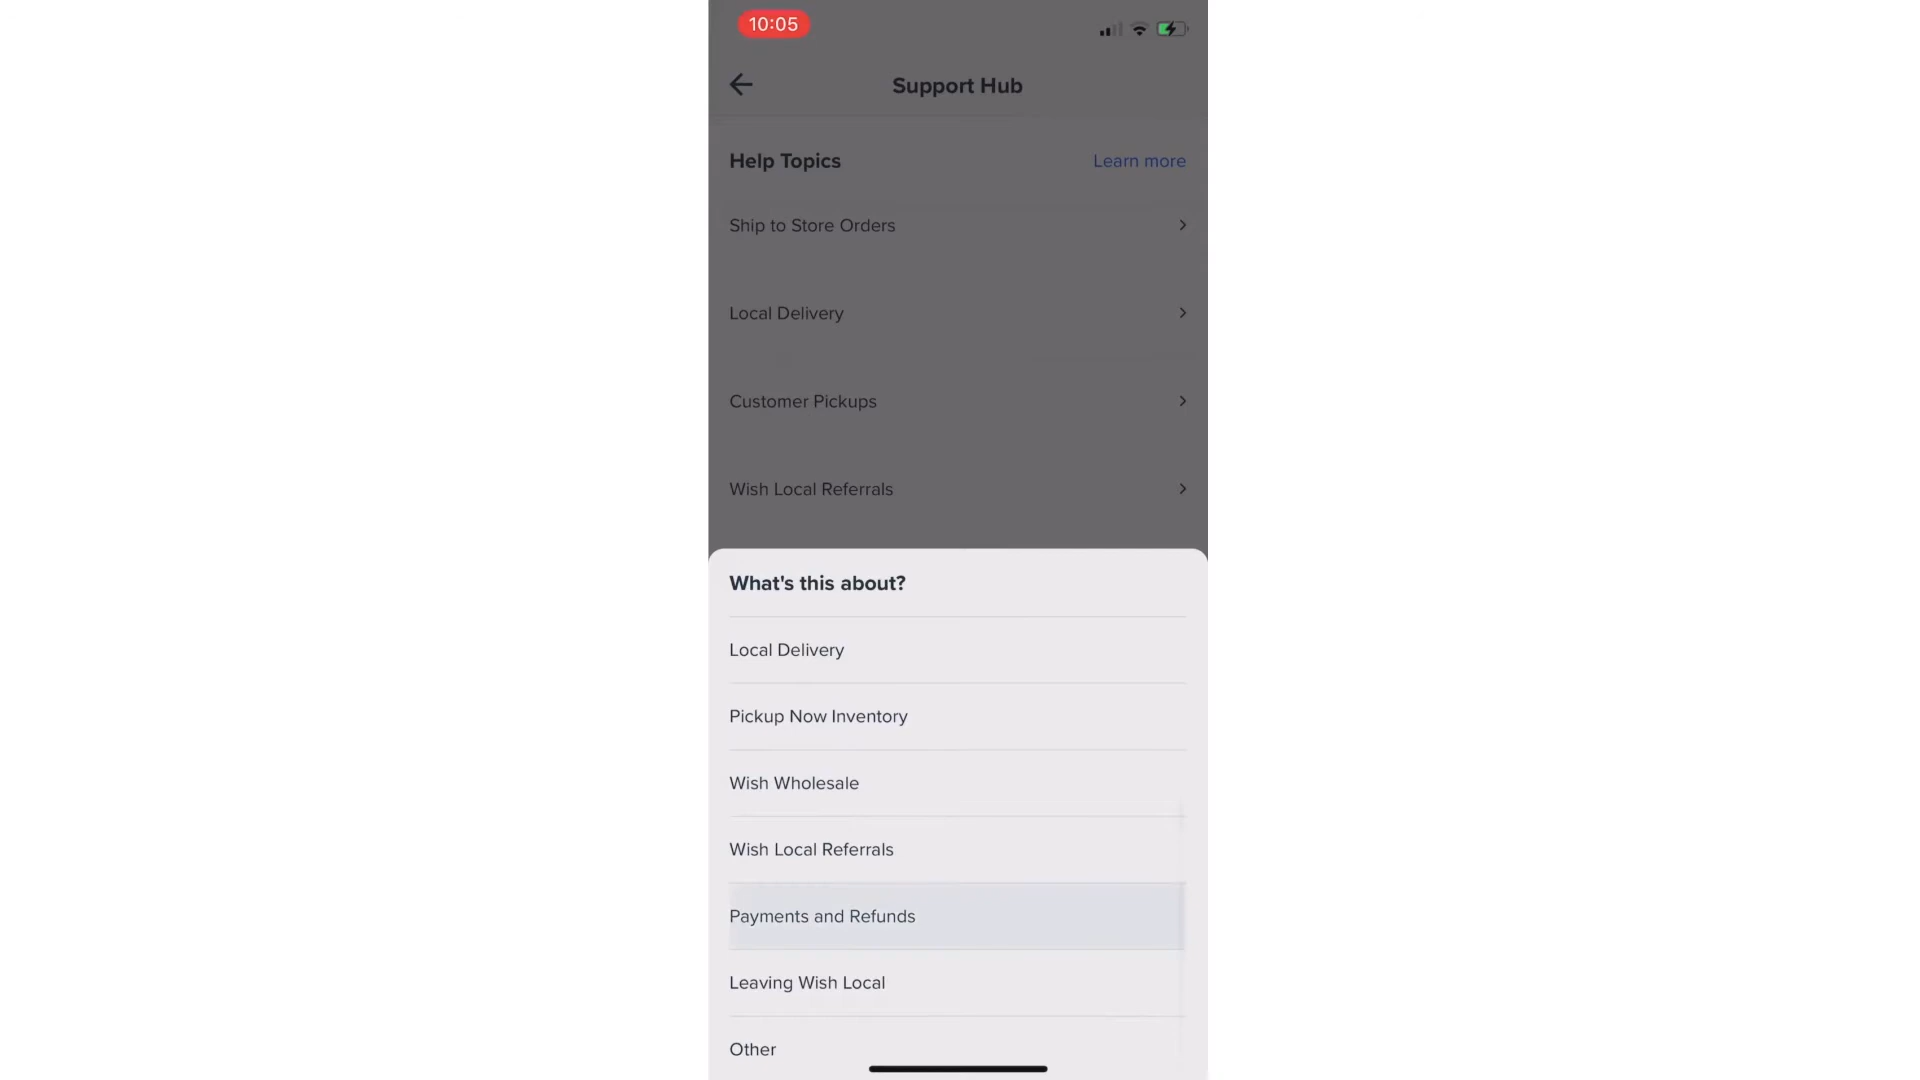 10:05
Support Hub
Help Topics
Learn more
Ship to Store Orders
Local Delivery
Customer Pickups
Wish Local Referrals
What's this about?
Local Delivery
Pickup Now Inventory
Wish Wholesale
Wish Local Referrals
Payments and Refunds
Leaving Wish Local
Other